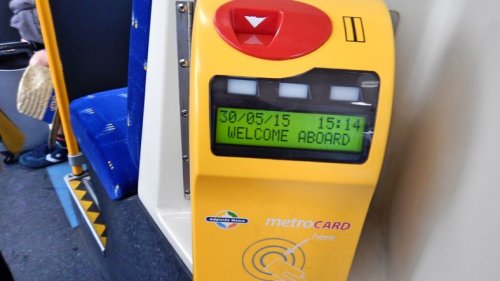 30/05/15 15:14
WELCOME ABOARD
Adelaide Metro
metroCARD
here